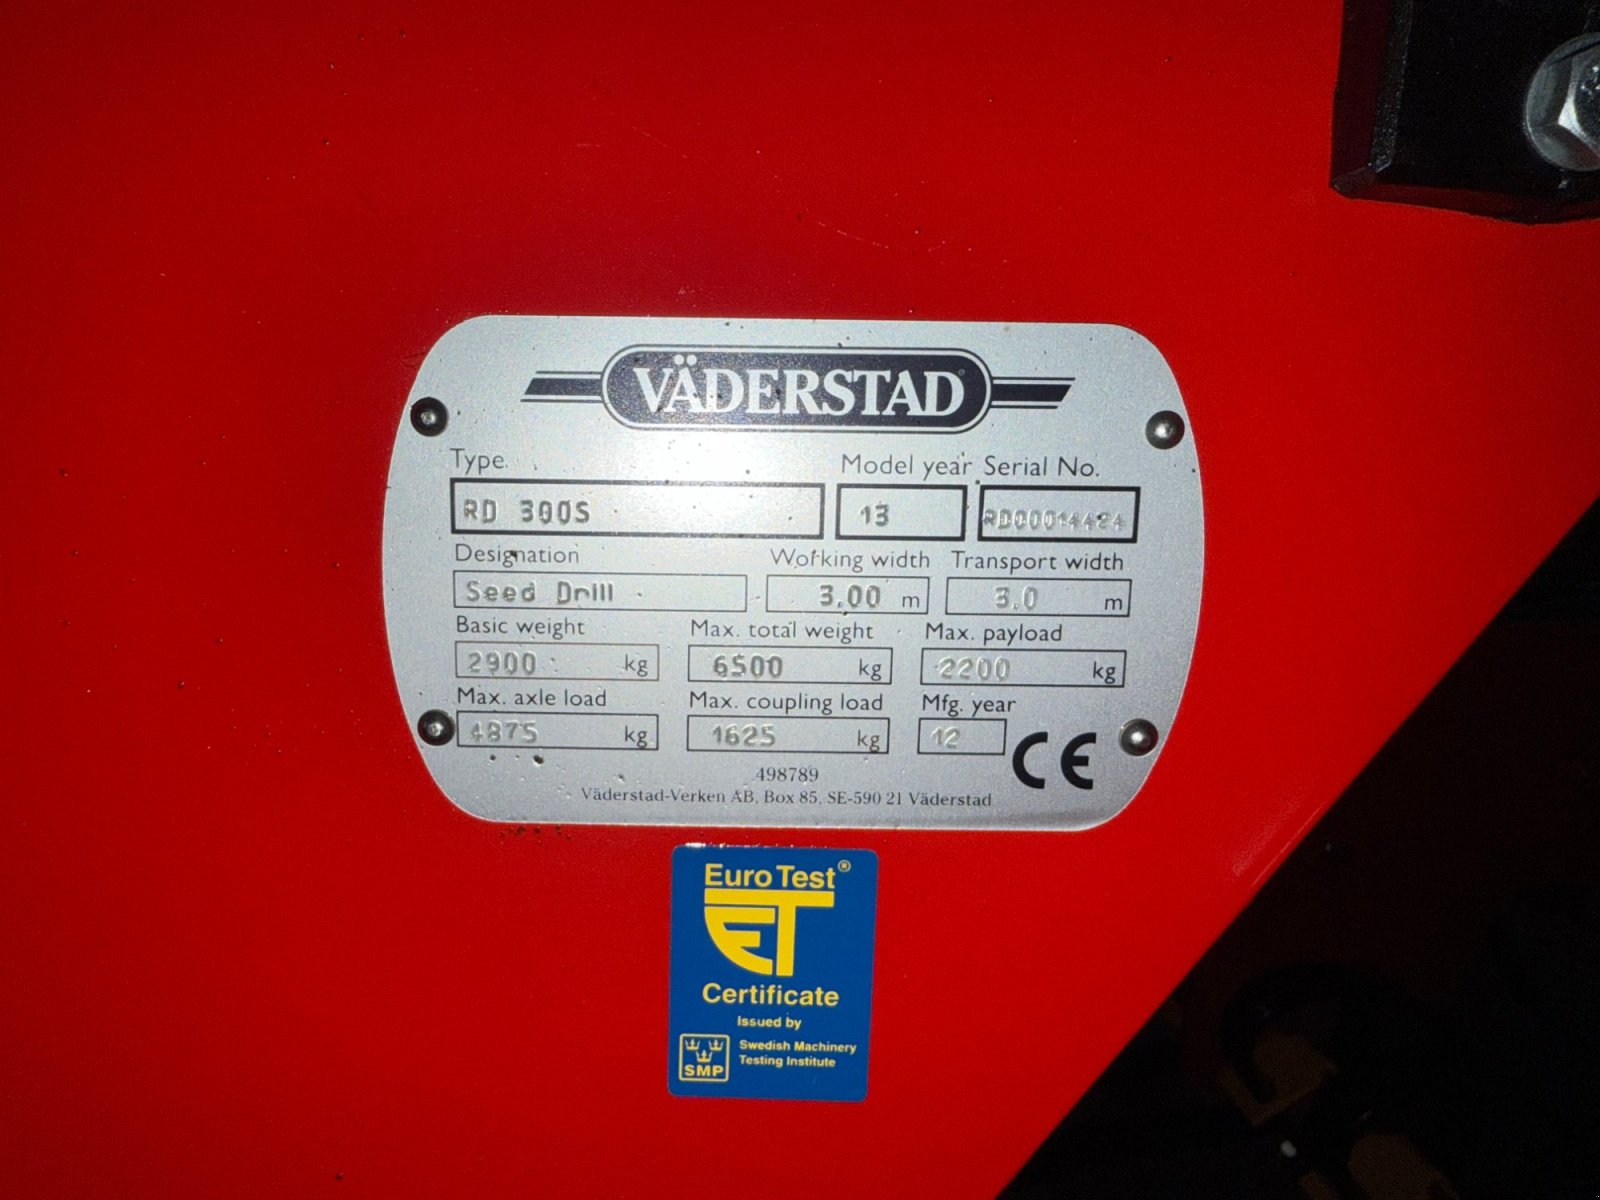 VÄDERSTAD
Type Model year Serial No.
RD 300S 13 RD00014424
Designation Working width Transport width
Seed Drill 3.00 m 3.0 m
Basic weight Max. total weight Max. payload
2900 kg 6500 kg 2200 kg
Max. axle load Max. coupling load Mfg. year
4875 kg 1625 kg 12 CE
498789
Väderstad-Verken AB, Box 85, SE-590 21 Väderstad
Euro Test®
ET
Certificate
Issued by
Swedish Machinery
Testing Institute
SMP